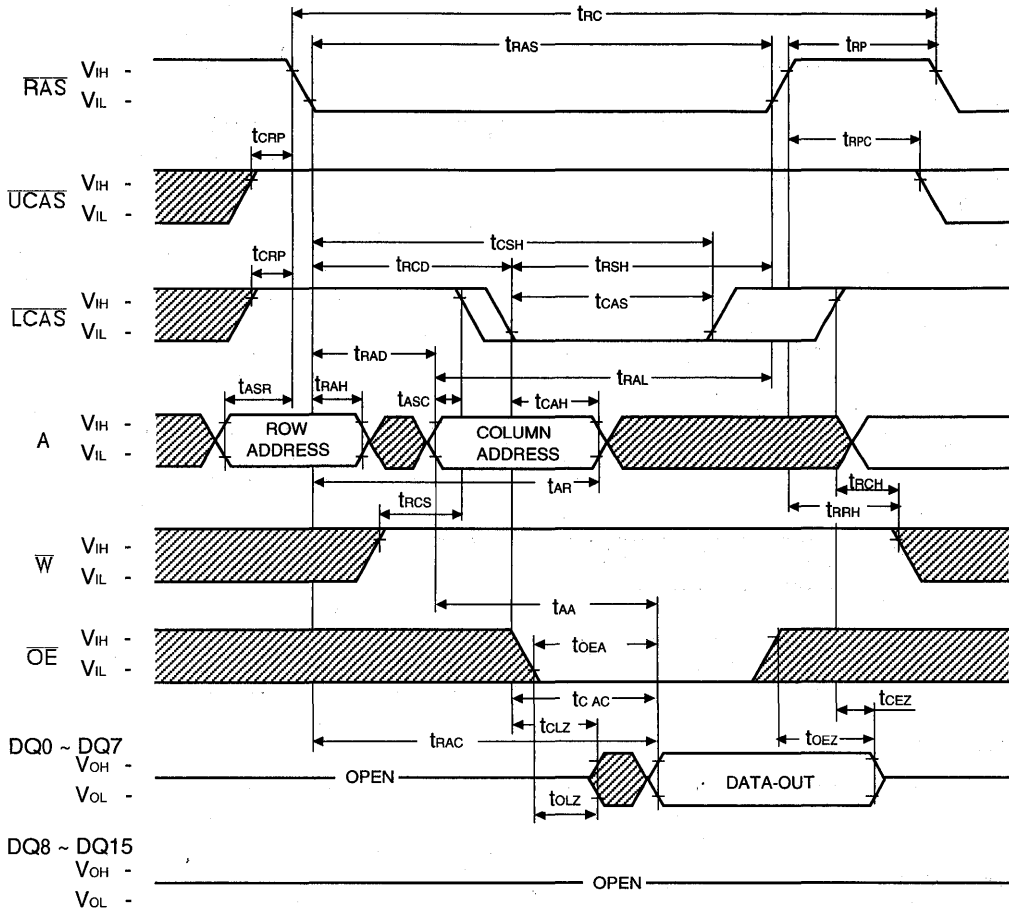 tRC
tRAS
tRP
RAS
VIH -
VIL -
tCRP
tRPC
UCAS
VIH -
VIL -
tCSH
tCRP
tRCD
tRSH
LCAS
VIH -
VIL -
tCAS
tRAD
tRAL
tASR
tRAH
tASC
tCAH
A
VIH -
VIL -
ROW
ADDRESS
COLUMN
ADDRESS
tAR
tRCS
tRCH
tRRH
W
VIH -
VIL -
tAA
OE
VIH -
VIL -
tOEA
tCAC
tCEZ
tCLZ
tOEZ
tRAC
DQ0 ~ DQ7
VOH -
VOL -
OPEN
DATA-OUT
tOLZ
DQ8 ~ DQ15
VOH -
VOL -
OPEN